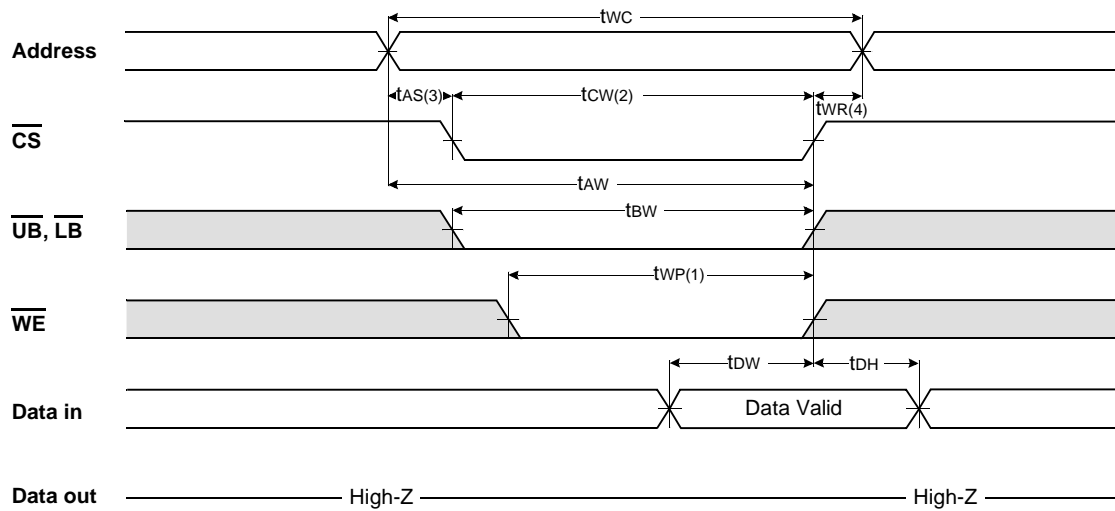 tWC
Address
tAS(3) tCW(2) tWR(4)
CS
tAW
UB, LB
tBW
WE
tWP(1)
tDW tDH
Data in Data Valid
Data out High-Z High-Z